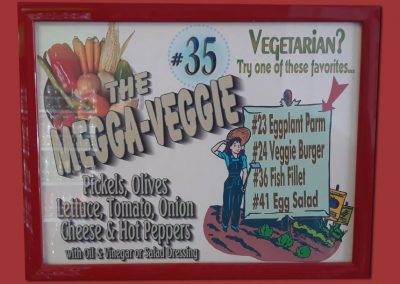 #35
THE
MEGGA-VEGGIE
Pickels, Olives
Lettuce, Tomato, Onion
Cheese & Hot Peppers
with Oil & Vinegar or Salad Dressing
VEGETARIAN?
Try one of these favorites...
#23 Eggplant Parm
#24 Veggie Burger
#36 Fish Fillet
#41 Egg Salad